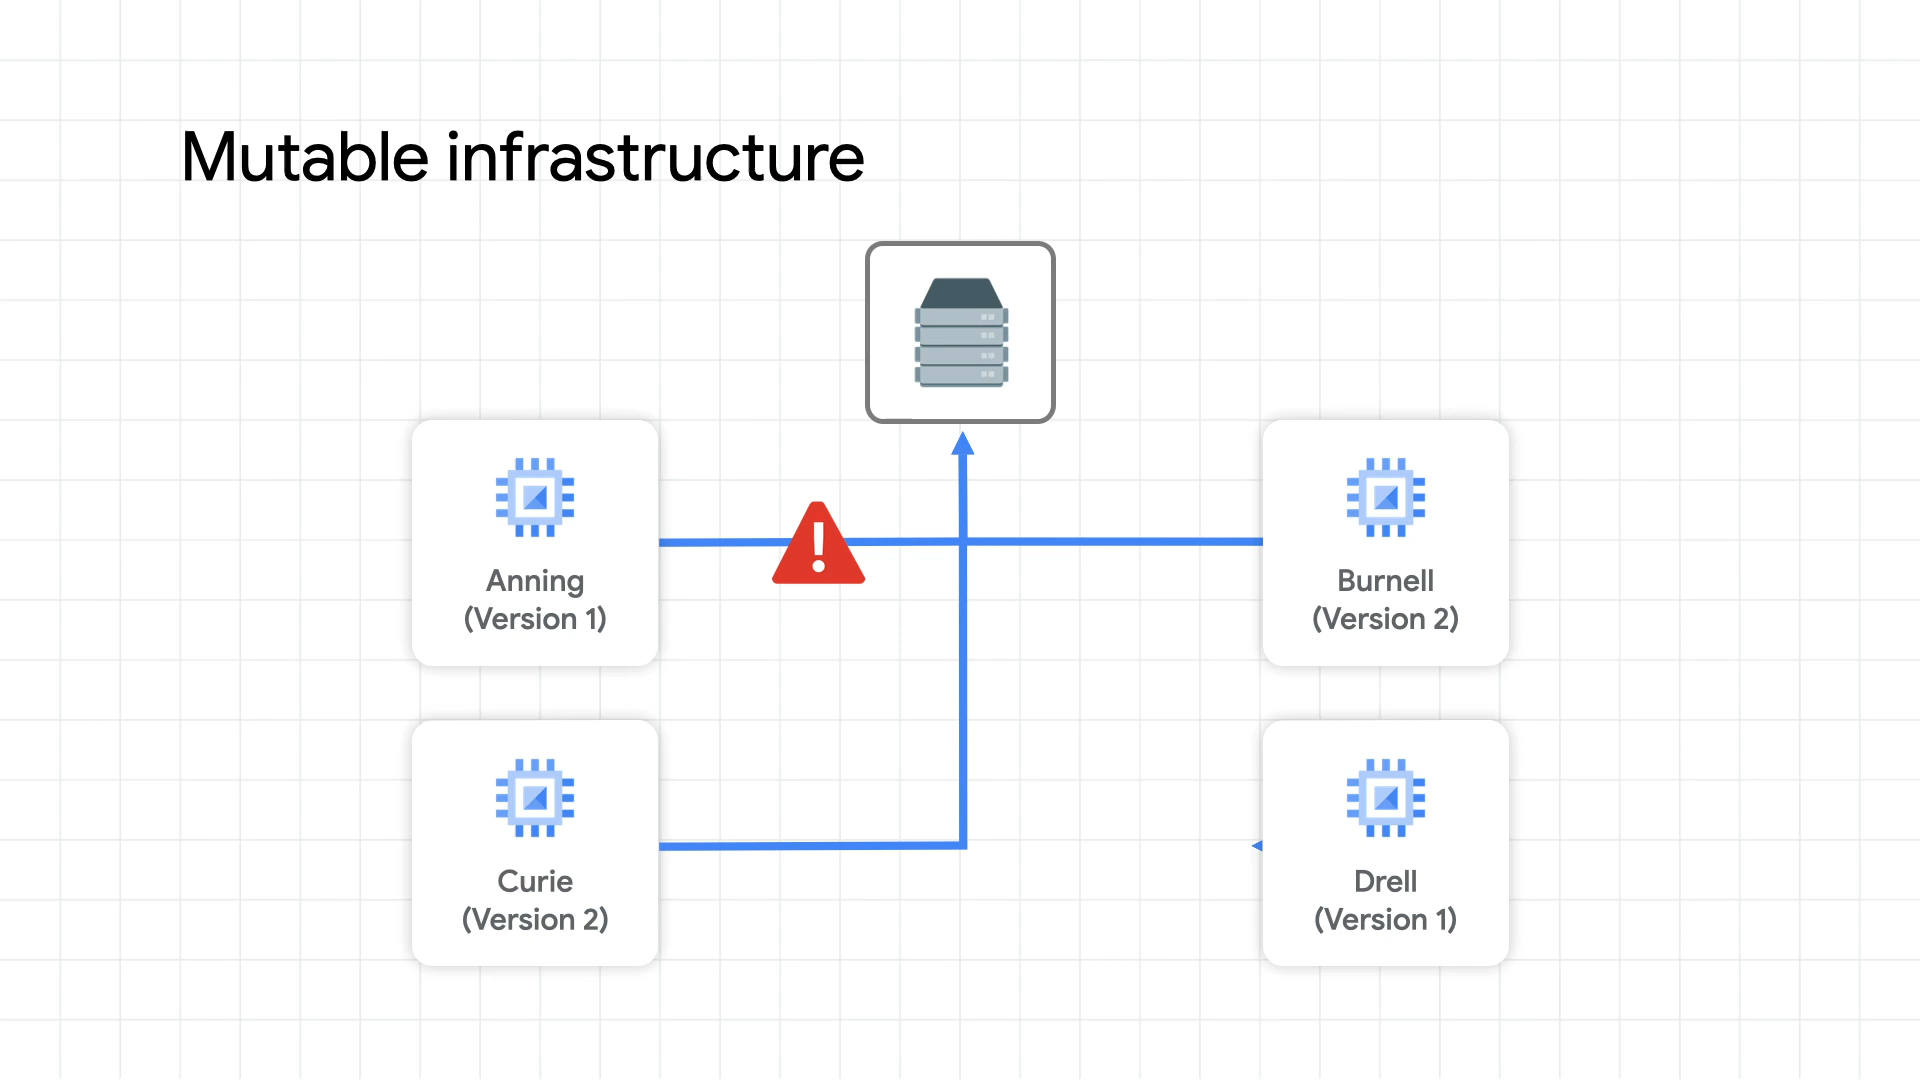 Mutable infrastructure
Anning
(Version 1)
Burnell
(Version 2)
Curie
(Version 2)
Drell
(Version 1)